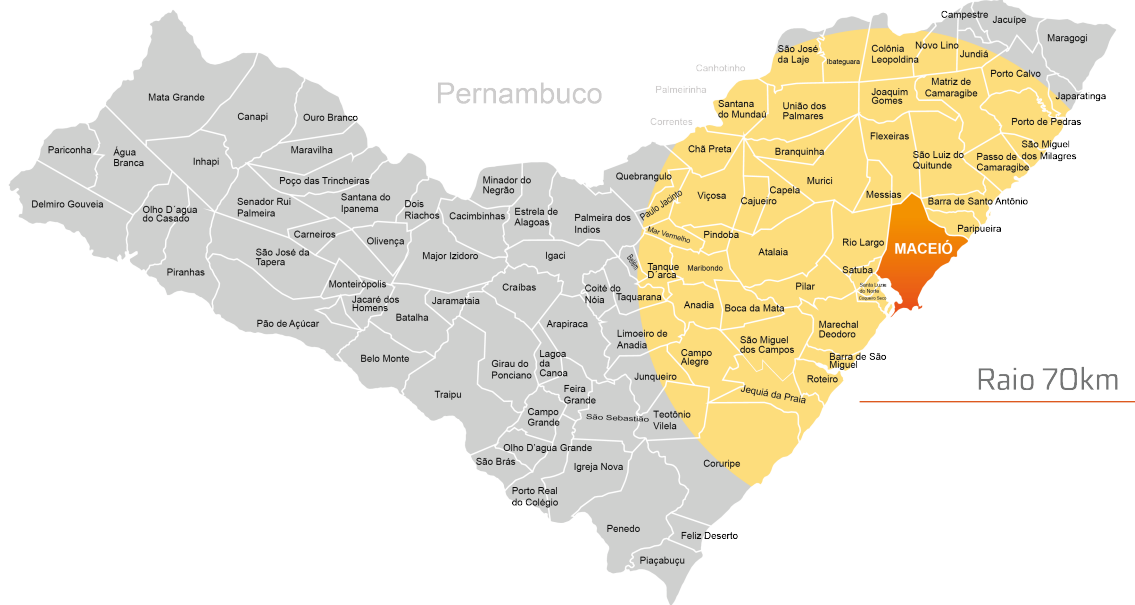 Campestre
Jacuípe
Maragogi
São José
da Laje
Ibateguara
Colônia
Leopoldina
Novo Lino
Jundiá
Porto Calvo
Canhotinho
Pernambuco
Palmeirinha
Correntes
Matriz de
Camaragibe
Japaratinga
Mata Grande
Canapi
Ouro Branco
Santana
do Mundaú
União dos
Palmares
Joaquim
Gomes
Porto de Pedras
Pariconha
Água
Branca
Inhapi
Maravilha
Chã Preta
Branquinha
Flexeiras
São Luiz do
Quitunde
Passo de
Camaragibe
São Miguel
dos Milagres
Poço das Trincheiras
Minador do
Negrão
Quebrangulo
Viçosa
Capela
Cajueiro
Murici
Messias
Barra de Santo Antônio
Delmiro Gouveia
Olho D´agua
do Casado
Senador Rui
Palmeira
Santana do
Ipanema
Dois
Riachos
Cacimbinhas
Estrela de
Alagoas
Palmeira dos
Indios
Paulo Jacinto
Mar Vermelho
Pindoba
Paripueira
Carneiros
Olivença
São José da
Tapera
Major Izidoro
Igaci
Belém
Tanque
D´arca
Maribondo
Atalaia
Rio Largo
MACEIÓ
Satuba
Piranhas
Monteirópolis
Jacaré dos
Homens
Jaramataia
Craíbas
Coité do
Nóia
Taquarana
Anadia
Boca da Mata
Pilar
Santa Luzia
do Norte
Coqueiro Seco
Pão de Açúcar
Batalha
Arapiraca
Limoeiro de
Anadia
Marechal
Deodoro
São Miguel
dos Campos
Belo Monte
Girau do
Ponciano
Lagoa
da
Canoa
Campo
Alegre
Barra de São
Miguel
Roteiro
Raio 70km
Traipu
Feira
Grande
Junqueiro
Jequiá da Praia
Campo
Grande
São Sebastião
Teotônio
Vilela
Olho D'agua Grande
São Brás
Igreja Nova
Coruripe
Porto Real
do Colégio
Penedo
Feliz Deserto
Piaçabuçu